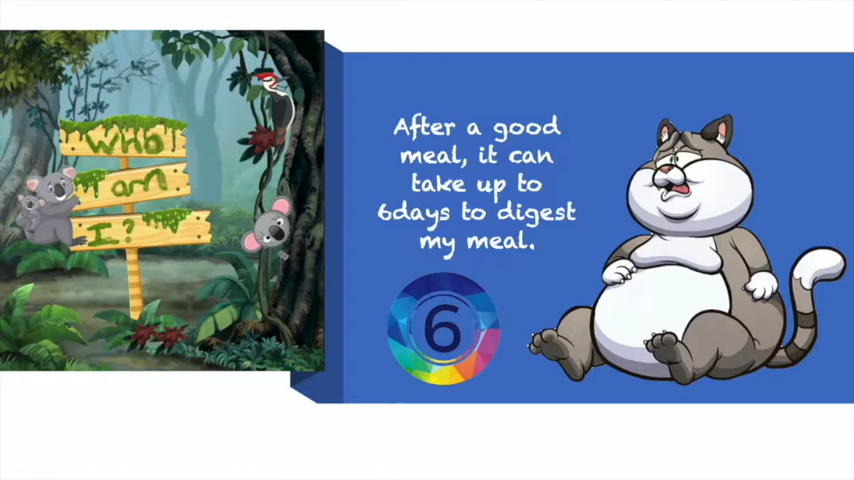 Who
am
I?
After a good
meal, it can
take up to
6days to digest
my meal.
6